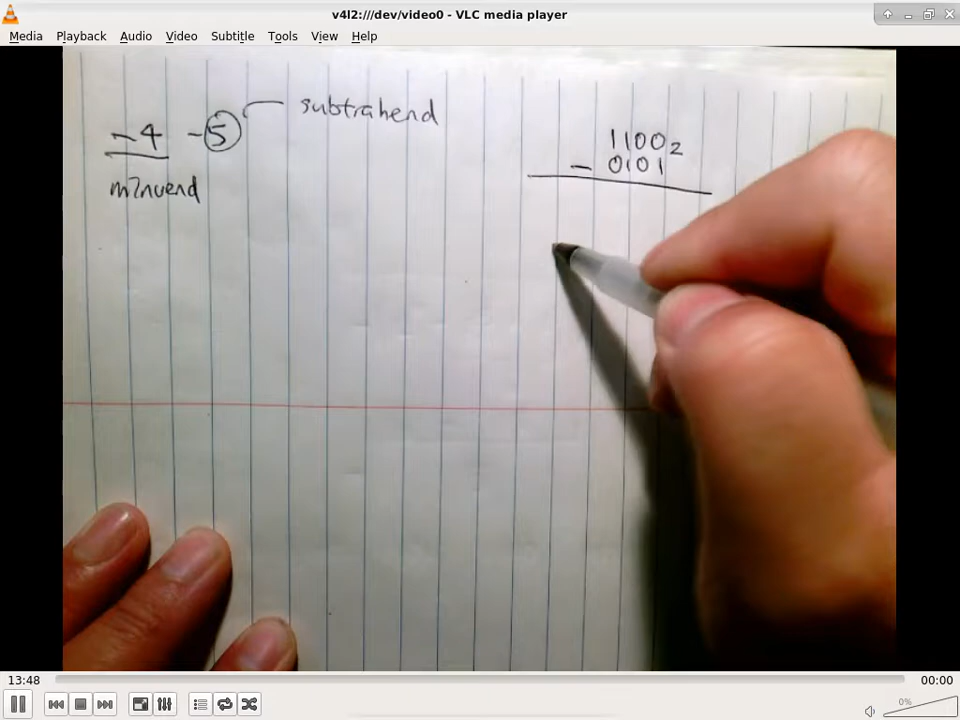 v4l2:///dev/video0 - VLC media player
Media Playback Audio Video Subtitle Tools View Help
-4 -5 subtrahend
minuend
1100₂
- 0101
13:48 00:00
0%